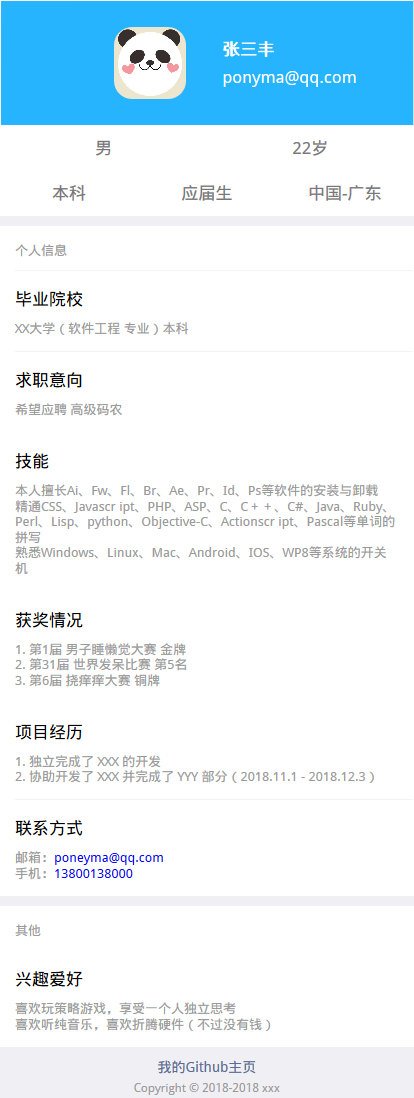 张三丰
ponyma@qq.com
男 22岁
本科 应届生 中国-广东
个人信息
毕业院校
XX大学（软件工程 专业）本科
求职意向
希望应聘 高级码农
技能
本人擅长Ai、Fw、Fl、Br、Ae、Pr、Id、Ps等软件的安装与卸载
精通CSS、Javascr ipt、PHP、ASP、C、C＋＋、C#、Java、Ruby、
Perl、Lisp、python、Objective-C、Actionscr ipt、Pascal等单词的
拼写
熟悉Windows、Linux、Mac、Android、IOS、WP8等系统的开关
机
获奖情况
1. 第1届 男子睡懒觉大赛 金牌
2. 第31届 世界发呆比赛 第5名
3. 第6届 挠痒痒大赛 铜牌
项目经历
1. 独立完成了 XXX 的开发
2. 协助开发了 XXX 并完成了 YYY 部分（2018.11.1 - 2018.12.3）
联系方式
邮箱：poneyma@qq.com
手机：13800138000
其他
兴趣爱好
喜欢玩策略游戏，享受一个人独立思考
喜欢听纯音乐，喜欢折腾硬件（不过没有钱）
我的Github主页
Copyright © 2018-2018 xxx